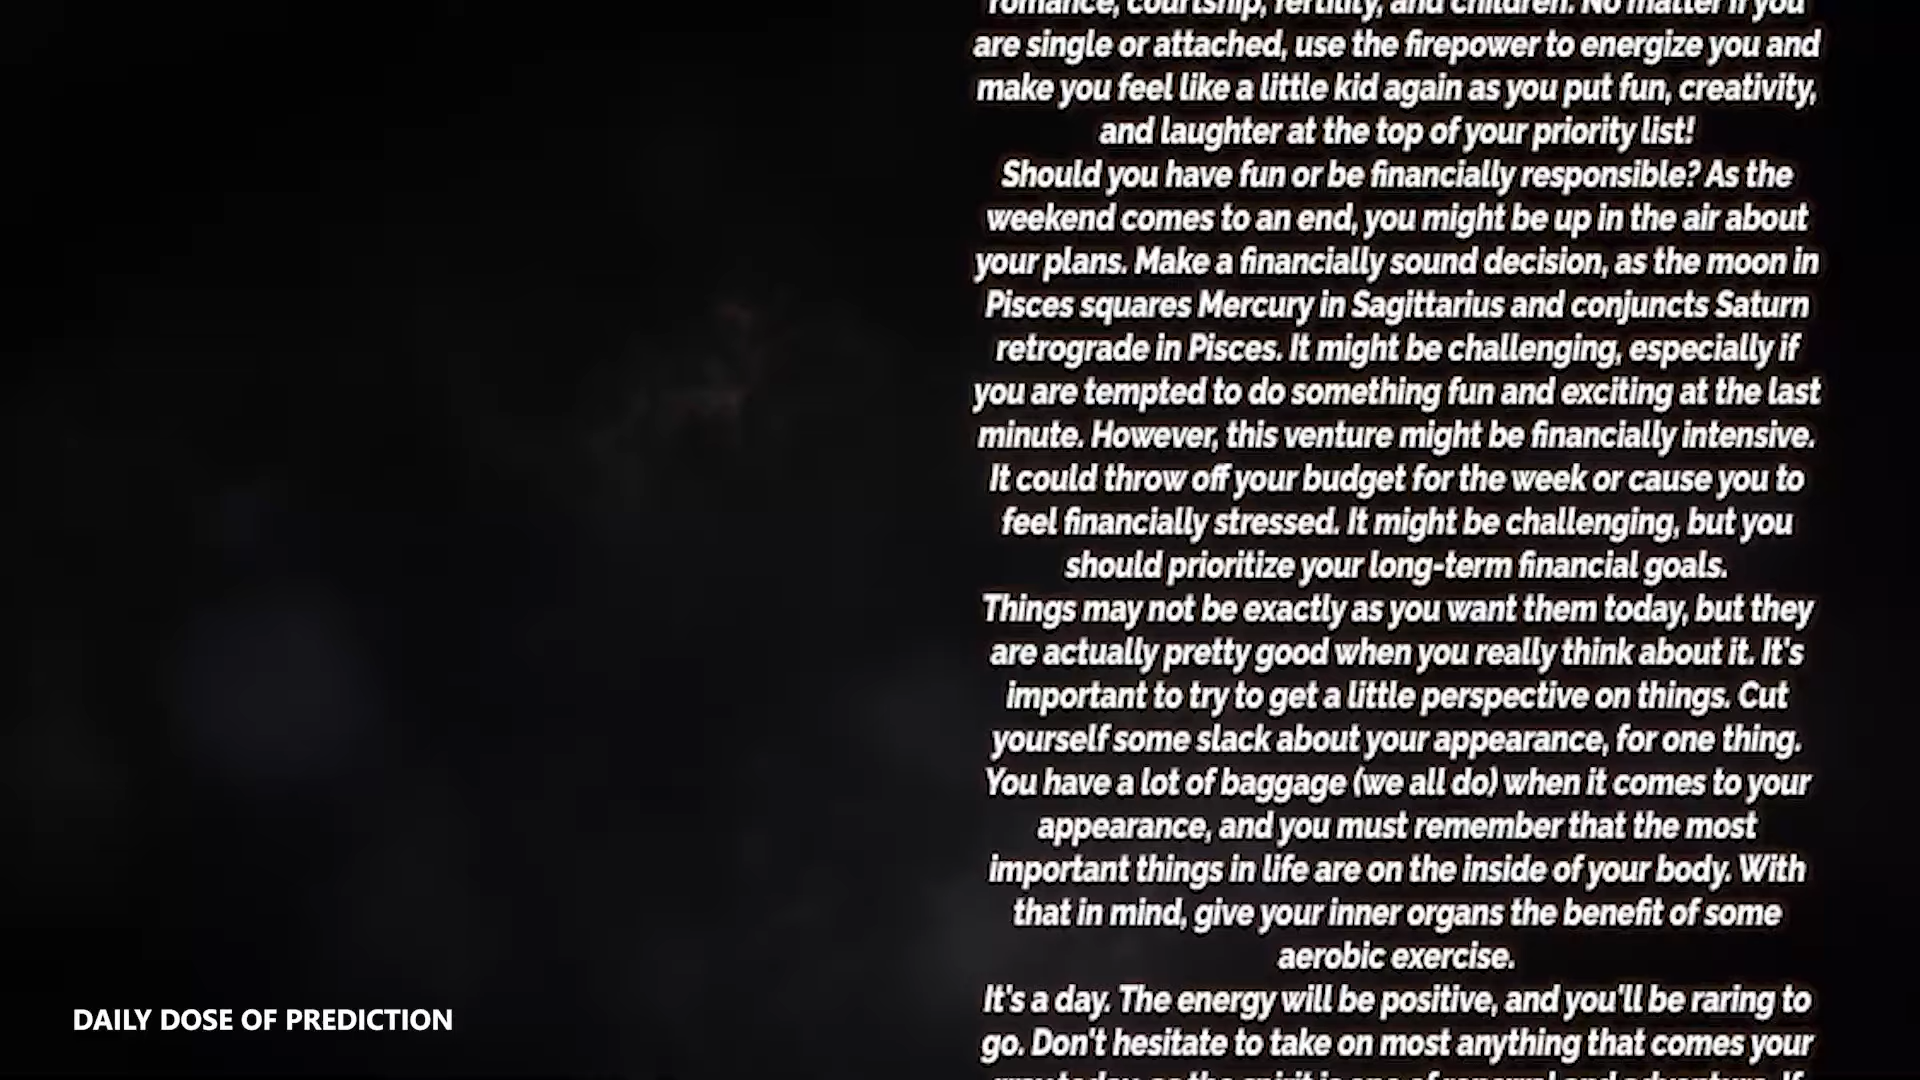 romance, courtship, fertility, and children. No matter if you
are single or attached, use the firepower to energize you and
make you feel like a little kid again as you put fun, creativity,
and laughter at the top of your priority list!
Should you have fun or be financially responsible? As the
weekend comes to an end, you might be up in the air about
your plans. Make a financially sound decision, as the moon in
Pisces squares Mercury in Sagittarius and conjuncts Saturn
retrograde in Pisces. It might be challenging, especially if
you are tempted to do something fun and exciting at the last
minute. However, this venture might be financially intensive.
It could throw off your budget for the week or cause you to
feel financially stressed. It might be challenging, but you
should prioritize your long-term financial goals.
Things may not be exactly as you want them today, but they
are actually pretty good when you really think about it. It's
important to try to get a little perspective on things. Cut
yourself some slack about your appearance, for one thing.
You have a lot of baggage (we all do) when it comes to your
appearance, and you must remember that the most
important things in life are on the inside of your body. With
that in mind, give your inner organs the benefit of some
aerobic exercise.
It's a day. The energy will be positive, and you'll be raring to
go. Don't hesitate to take on most anything that comes your
DAILY DOSE OF PREDICTION